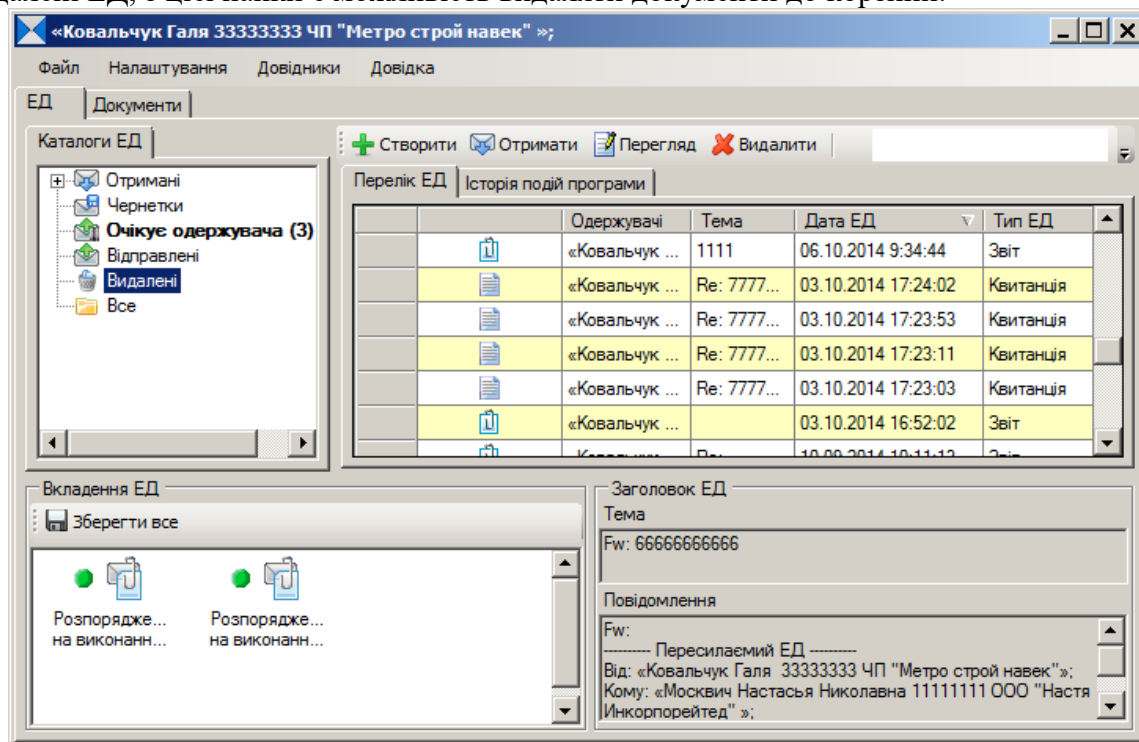 «Ковальчук Галя 33333333 ЧП "Метро строй навек" »;
Файл Налаштування Довідники Довідка
ЕД Документи
Каталоги ЕД
Створити Отримати Перегляд Видалити
Отримані
Чернетки
Очікує одержувача (3)
Відправлені
Видалені
Все
Перелік ЕД Історія подій програми
Одержувачі Тема Дата ЕД Тип ЕД
«Ковальчук ... 1111 06.10.2014 9:34:44 Звіт
«Ковальчук ... Re: 7777... 03.10.2014 17:24:02 Квитанція
«Ковальчук ... Re: 7777... 03.10.2014 17:23:53 Квитанція
«Ковальчук ... Re: 7777... 03.10.2014 17:23:11 Квитанція
«Ковальчук ... Re: 7777... 03.10.2014 17:23:03 Квитанція
«Ковальчук ... 03.10.2014 16:52:02 Звіт
Вкладення ЕД
Зберегти все
Розпорядже... Розпорядже...
на виконанн... на виконанн...
Заголовок ЕД
Тема
Fw: 66666666666
Повідомлення
Fw:
---------- Пересилаємий ЕД ----------
Від: «Ковальчук Галя 33333333 ЧП "Метро строй навек"»;
Кому: «Москвич Настасья Николавна 11111111 ООО "Настя
Инкорпорейтед" »;